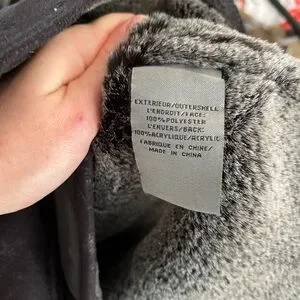 EXTERIEUR/OUTERSHELL
L'ENDROIT/FACE:
100%POLYESTER
L'ENVERS/BACK:
100%ACRYLIQUE/ACRYLIC
FABRIQUE EN CHINE/
MADE IN CHINA